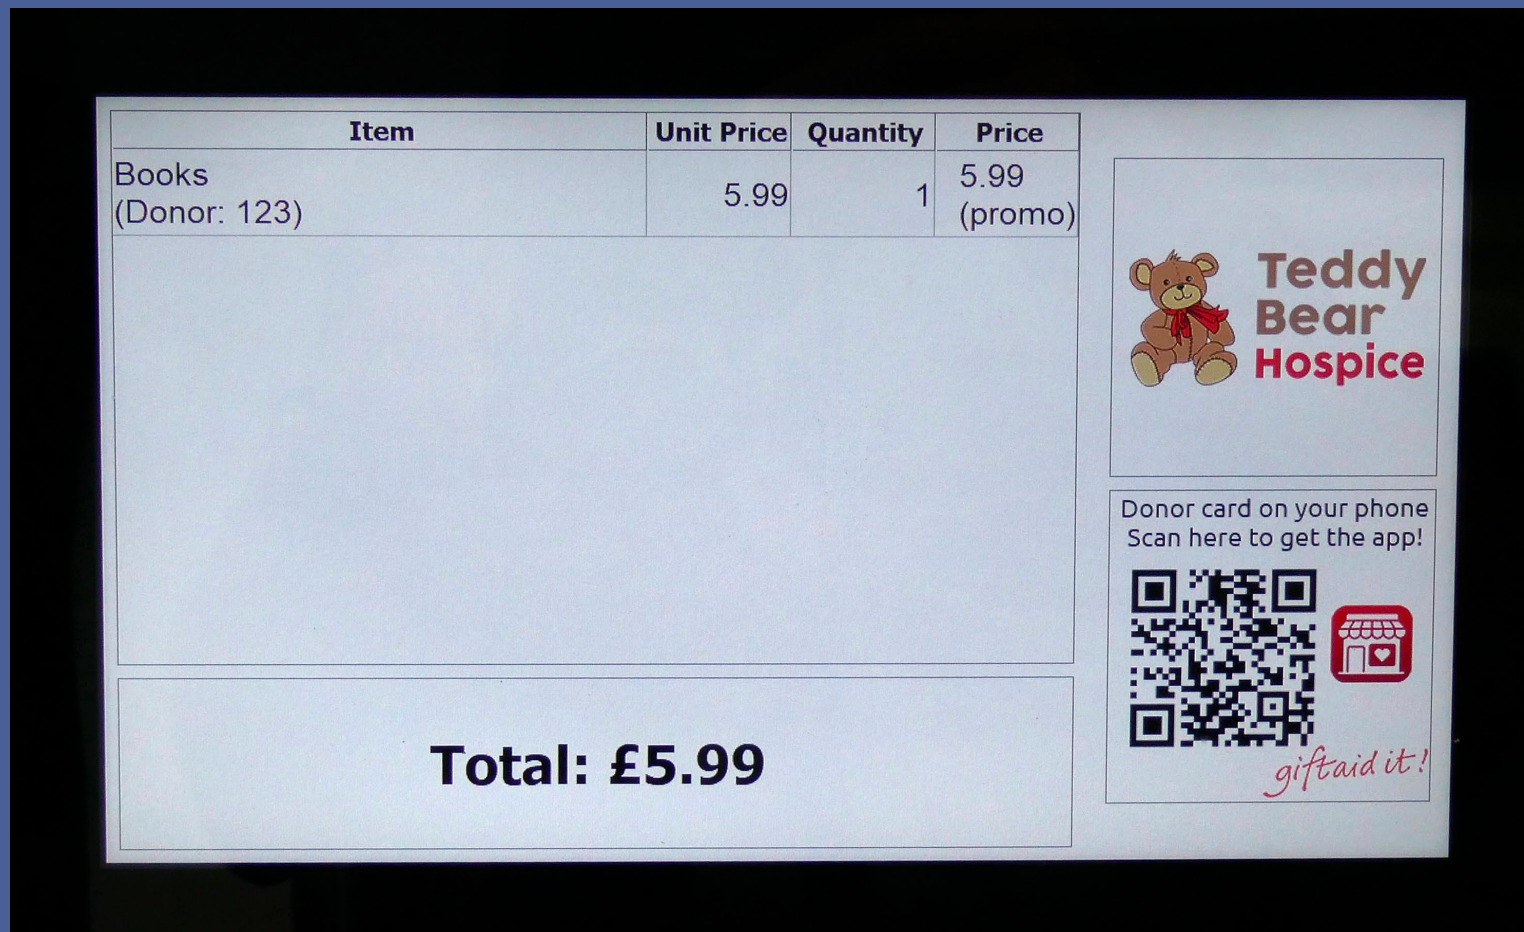 Item Unit Price Quantity Price
Books 5.99 1 5.99
(Donor: 123) (promo)
Total: £5.99
Teddy
Bear
Hospice
Donor card on your phone
Scan here to get the app!
giftaid it!